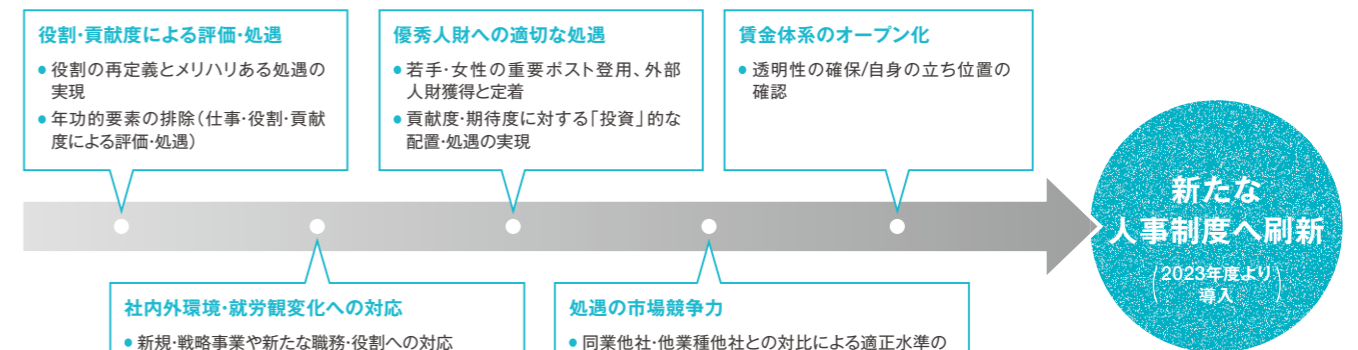 役割・貢献度による評価・処遇
● 役割の再定義とメリハリある処遇の
実現
● 年功的要素の排除（仕事・役割・貢献
度による評価・処遇）
優秀人財への適切な処遇
● 若手・女性の重要ポスト登用、外部
人財獲得と定着
● 貢献度・期待度に対する「投資」的な
配置・処遇の実現
賃金体系のオープン化
● 透明性の確保/自身の立ち位置の
確認
社内外環境・就労観変化への対応
● 新規・戦略事業や新たな職務・役割への対応
処遇の市場競争力
● 同業他社・他業種他社との対比による適正水準の
新たな
人事制度へ刷新
（2023年度より
導入）